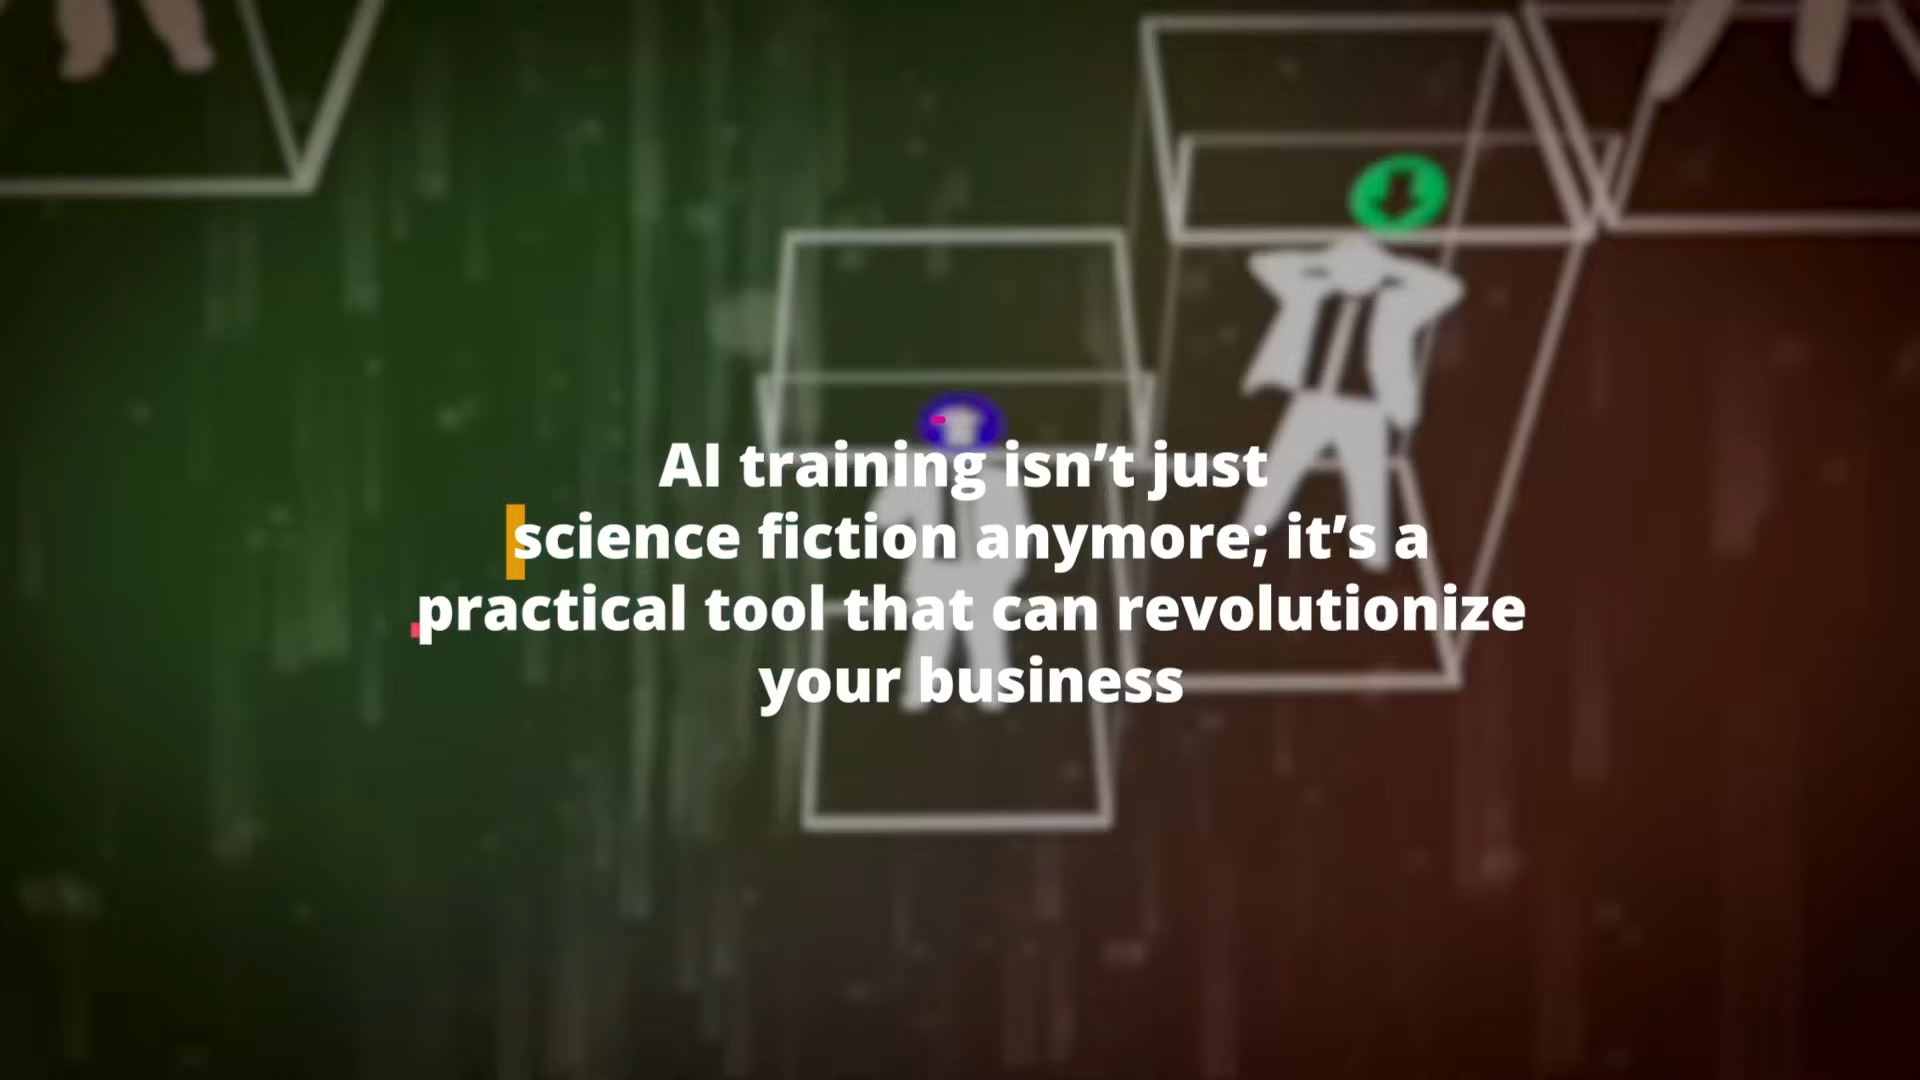 AI training isn’t just
science fiction anymore; it’s a
practical tool that can revolutionize
your business